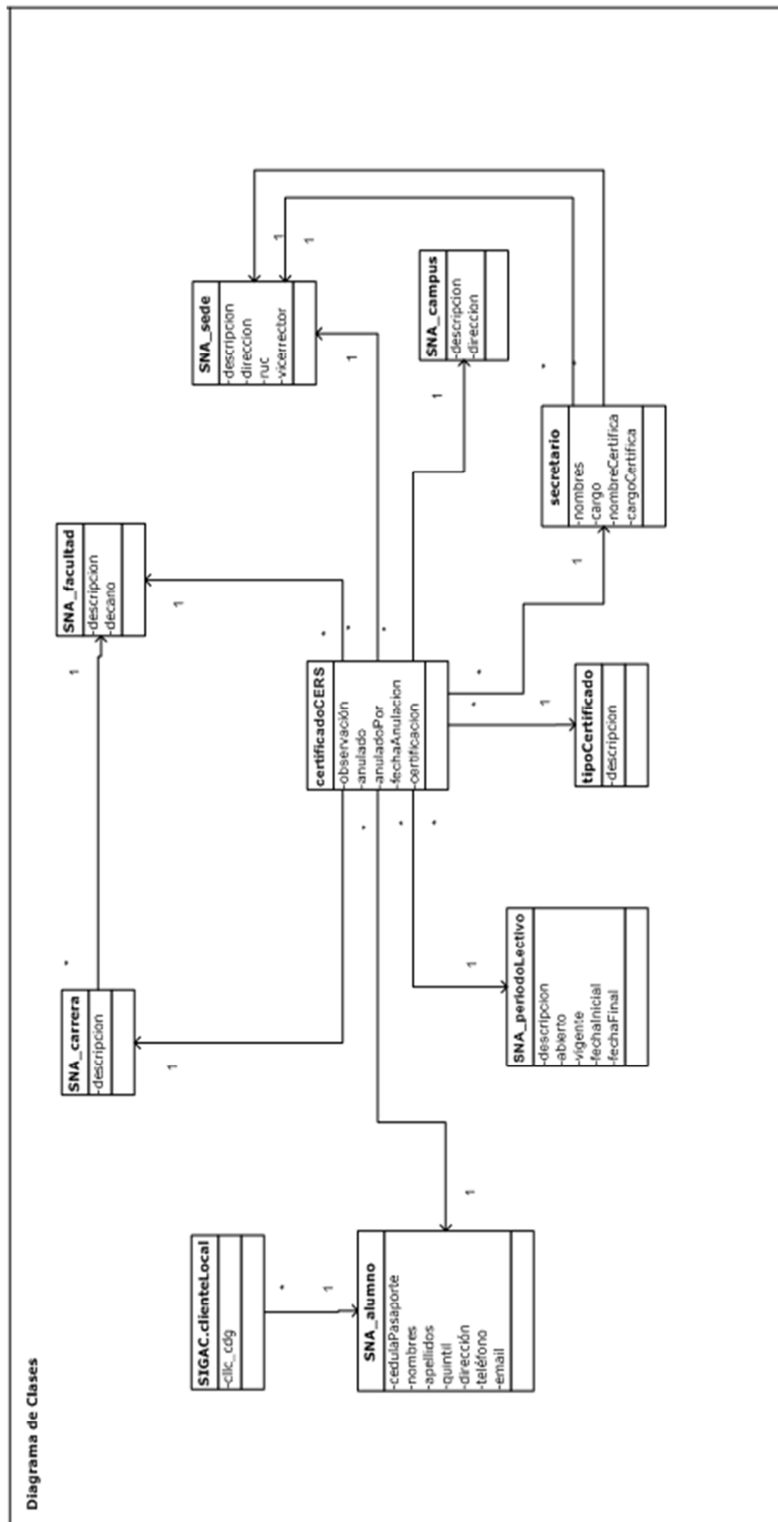 Diagrama de Clases
SIGAC.clienteLocal
-clic_cdg
*
1
SNA_alumno
-cedulaPasaporte
-nombres
-apellidos
-quintil
-dirección
-teléfono
-email
1
SNA_carrera
-descripcion
*
1
1
SNA_facultad
-descripcion
-decano
1
SNA_periodoLectivo
-descripcion
-abierto
-vigente
-fechaInicial
-fechaFinal
1
certificadoCERS
-observación
-anulado
-anuladoPor
-fechaAnulacion
-certificacion
*
*
*
*
*
*
*
*
tipoCertificado
-descripcion
1
secretario
-nombres
-cargo
-nombreCertifica
-cargoCertifica
1
*
*
SNA_sede
-descripcion
-direccion
-ruc
-vicerrector
1
1
1
SNA_campus
-descripcion
-direccion
1